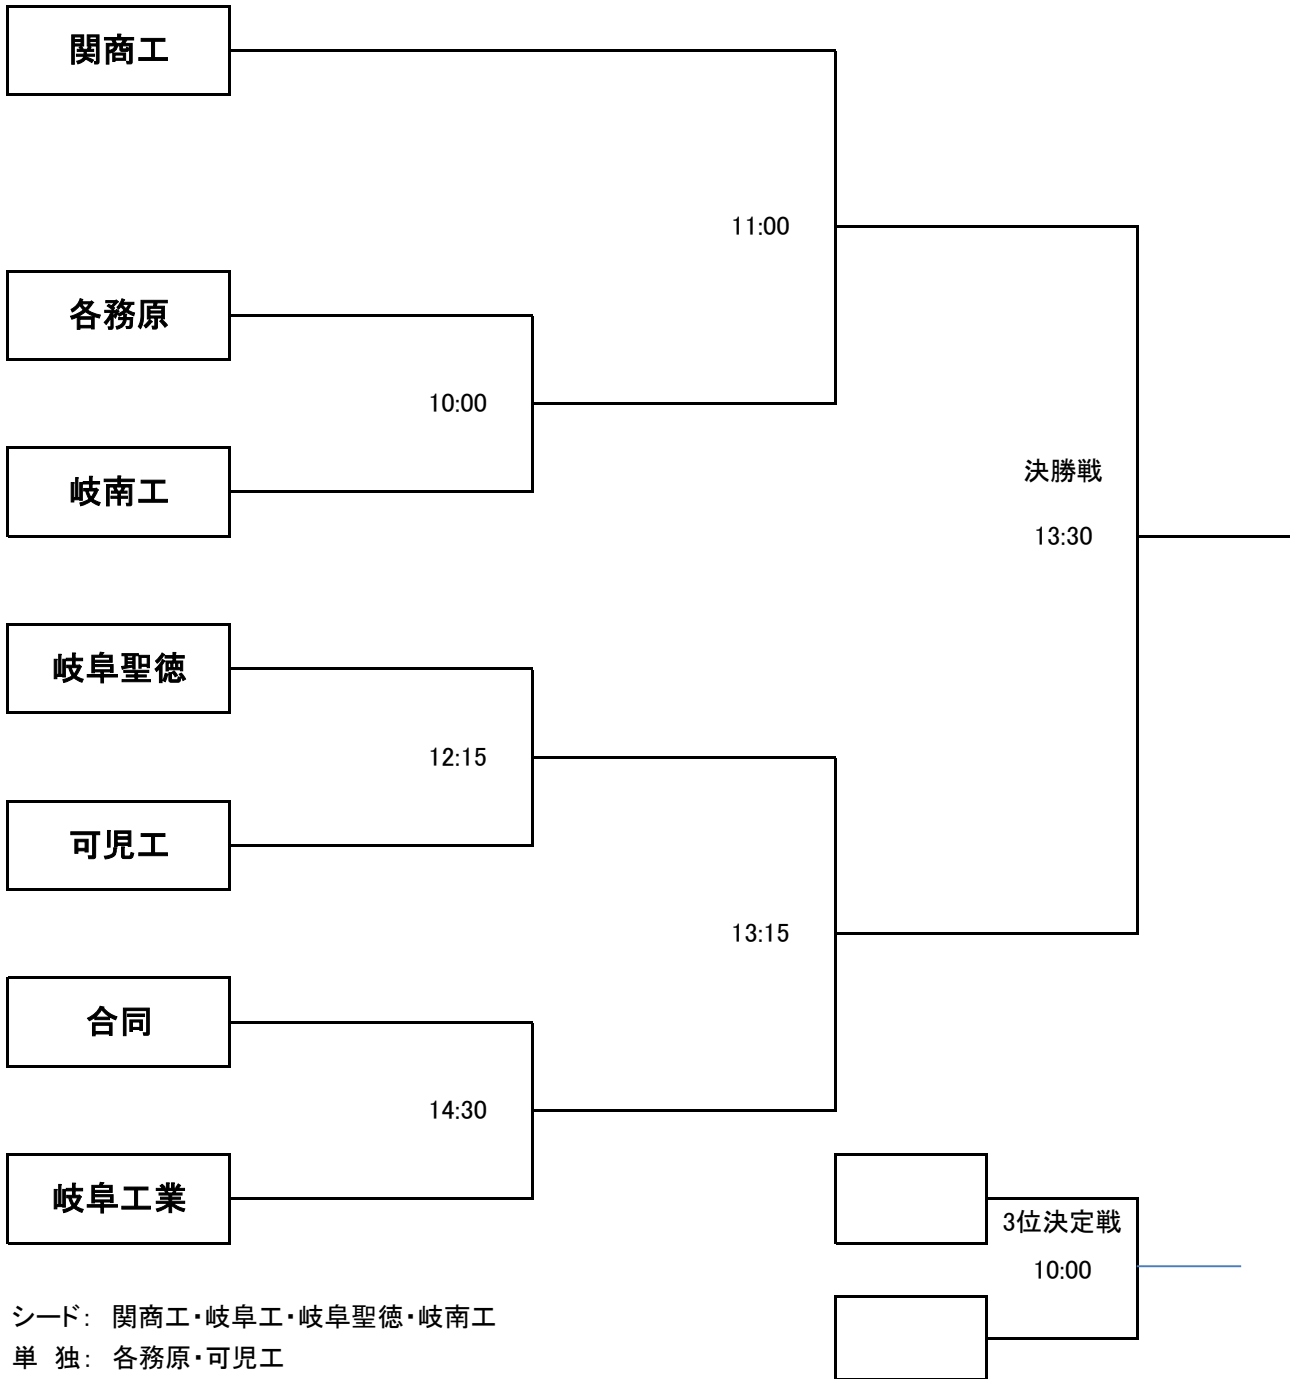 関商工
11:00
各務原
10:00
岐南工
決勝戦
13:30
岐阜聖徳
12:15
可児工
13:15
合同
14:30
岐阜工業
3位決定戦
10:00
シード： 関商工・岐阜工・岐阜聖徳・岐南工
単 独： 各務原・可児工